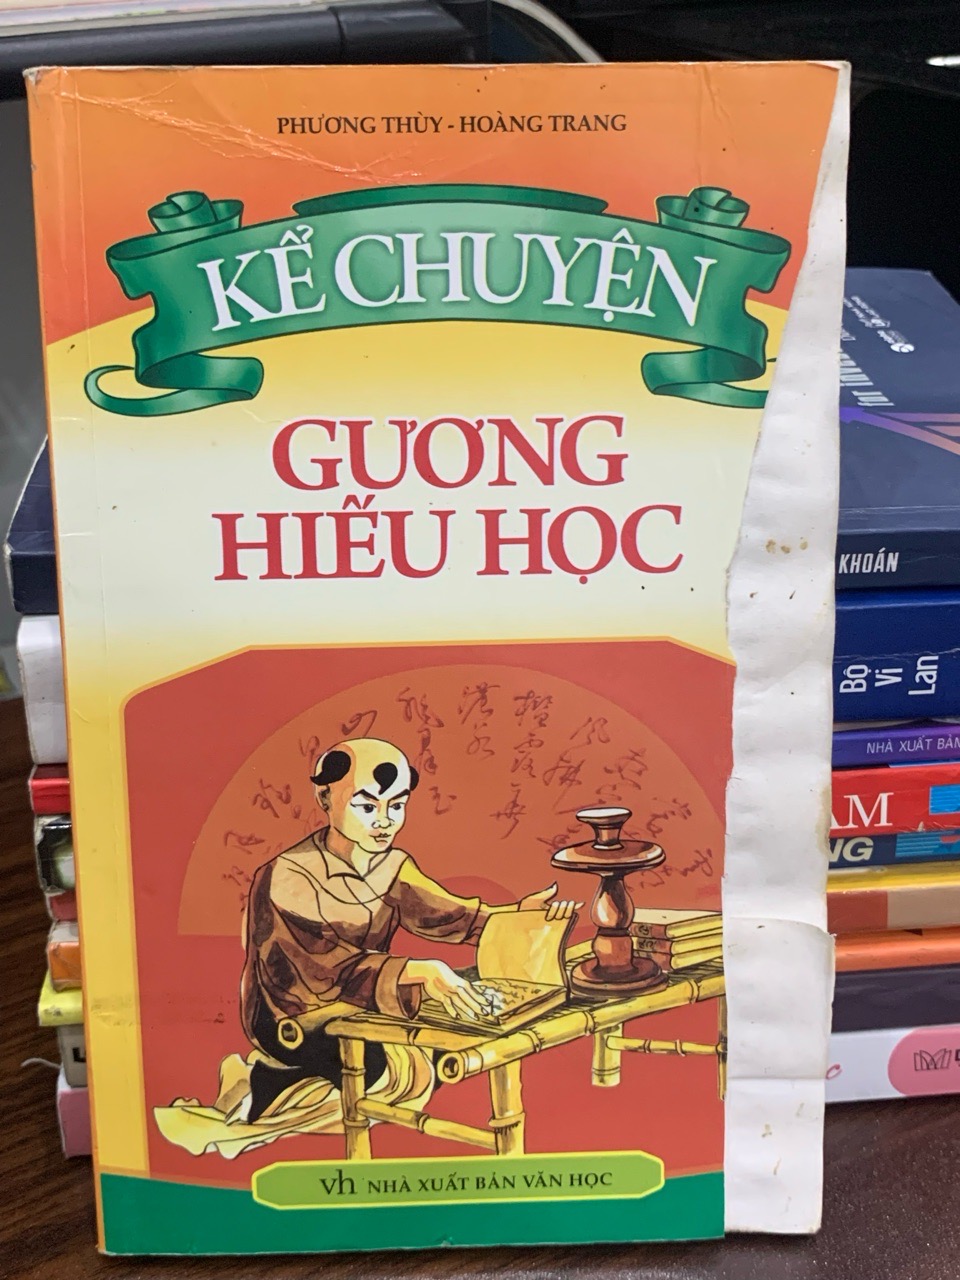 PHƯƠNG THÙY - HOÀNG TRANG
KỂ CHUYỆN
GƯƠNG
HIẾU HỌC
vh NHÀ XUẤT BẢN VĂN HỌC
KHOÁN
Bộ
Vi
Lan
NHÀ XUẤT BẢN
AM
NG